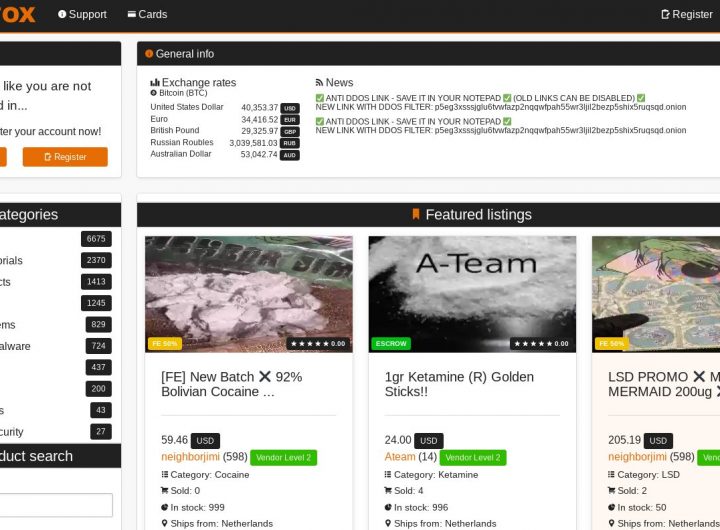 TOX
Support
Cards
Register
General info
like you are not
d in...
ter your account now!
Register
Exchange rates
Bitcoin (BTC)
United States Dollar 40,353.37 USD
Euro 34,416.52 EUR
British Pound 29,325.97 GBP
Russian Roubles 3,039,581.03 RUB
Australian Dollar 53,042.74 AUD
News
✅ ANTI DDOS LINK - SAVE IT IN YOUR NOTEPAD ✅ (OLD LINKS CAN BE DISABLED) ✅
NEW LINK WITH DDOS FILTER:
✅ ANTI DDOS LINK - SAVE IT IN YOUR NOTEPAD ✅
NEW LINK WITH DDOS FILTER:
ategories
6675
orials 2370
cts 1413
1245
ems 829
alware 724
437
200
s 43
curity 27
duct search
Featured listings
FE 50%
★★★★★ 0.00
[FE] New Batch ❌ 92%
Bolivian Cocaine ...
59.46 USD
neighborjimi (598) Vendor Level 2
Category: Cocaine
Sold: 0
In stock: 999
Ships from: Netherlands
A-Team
ESCROW
★★★★★ 0.00
1gr Ketamine (R) Golden
Sticks!!
24.00 USD
Ateam (14) Vendor Level 2
Category: Ketamine
Sold: 4
In stock: 996
Ships from: Netherlands
FE 50%
LSD PROMO ❌ M
MERMAID 200ug
205.19 USD
neighborjimi (598) Ven
Category: LSD
Sold: 2
In stock: 50
Ships from: Netherlands